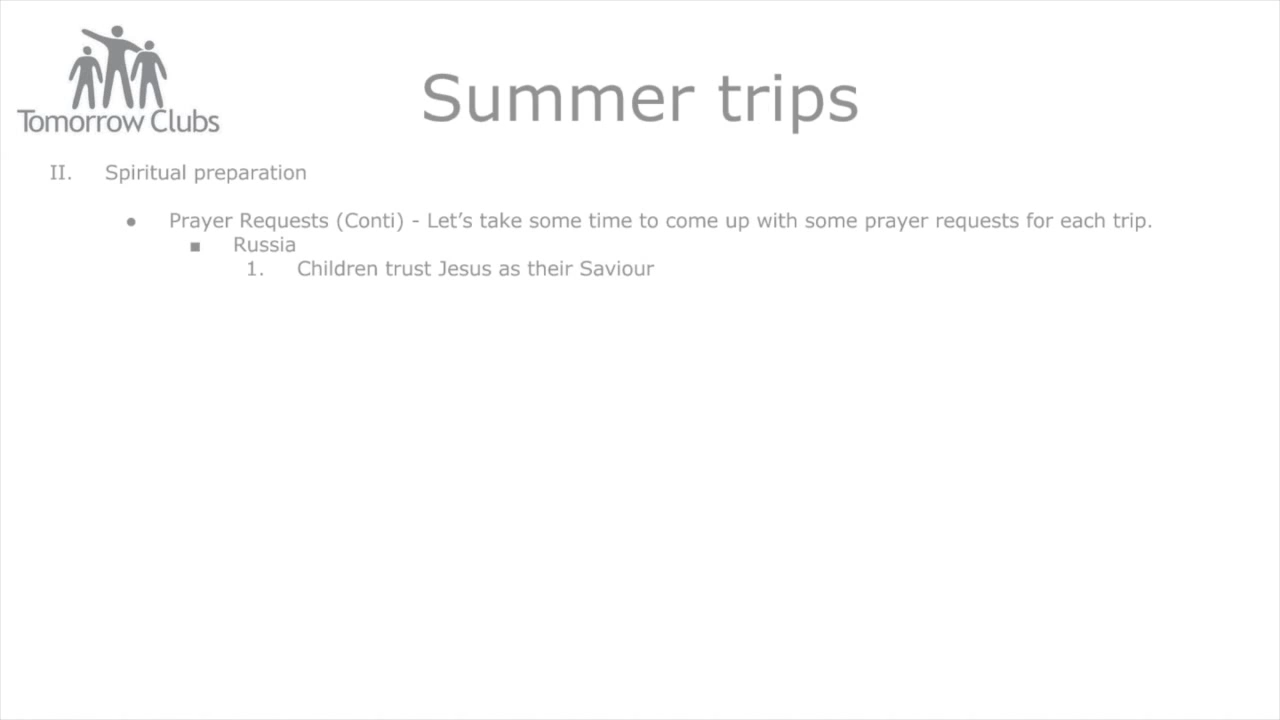 Tomorrow Clubs
Summer trips
II. Spiritual preparation
● Prayer Requests (Conti) - Let’s take some time to come up with some prayer requests for each trip.
■ Russia
1. Children trust Jesus as their Saviour